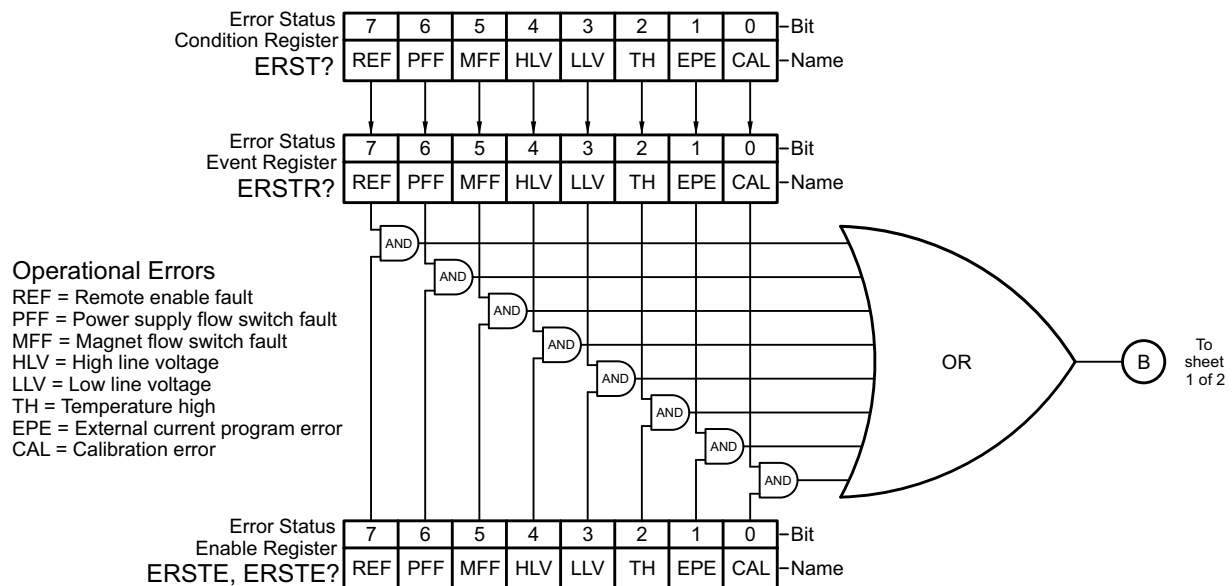 Error Status
Condition Register
ERST?
7 6 5 4 3 2 1 0 Bit
REF PFF MFF HLV LLV TH EPE CAL Name
Error Status
Event Register
ERSTR?
7 6 5 4 3 2 1 0 Bit
REF PFF MFF HLV LLV TH EPE CAL Name
AND
AND
AND
AND
AND
AND
AND
AND
OR
B
To
sheet
1 of 2
Operational Errors
REF = Remote enable fault
PFF = Power supply flow switch fault
MFF = Magnet flow switch fault
HLV = High line voltage
LLV = Low line voltage
TH = Temperature high
EPE = External current program error
CAL = Calibration error
Error Status
Enable Register
ERSTE, ERSTE?
7 6 5 4 3 2 1 0 Bit
REF PFF MFF HLV LLV TH EPE CAL Name